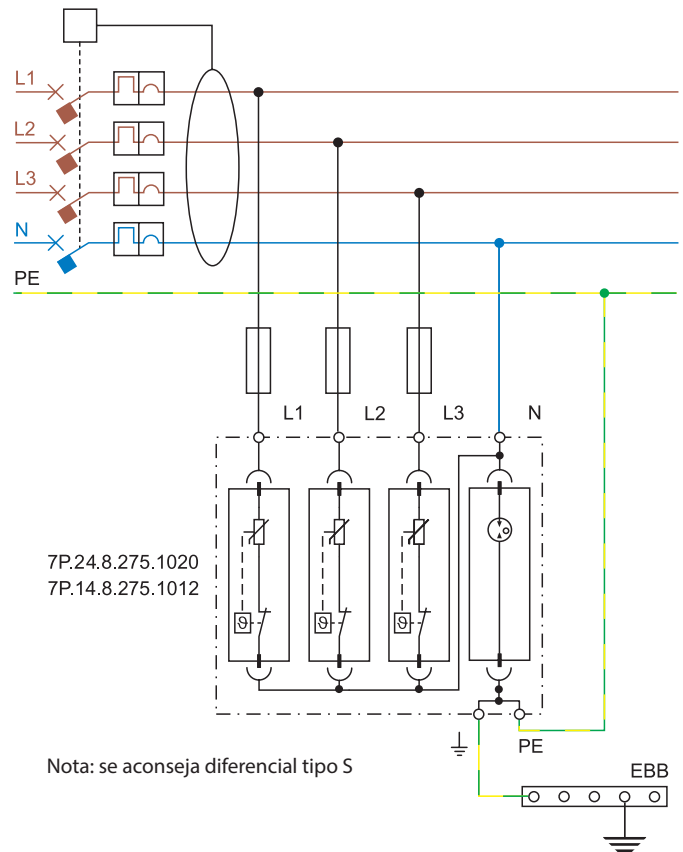 L1
L2
L3
N
PE
L1 L2 L3 N
7P.24.8.275.1020
7P.14.8.275.1012
ϑ ϑ ϑ
PE
Nota: se aconseja diferencial tipo S
EBB